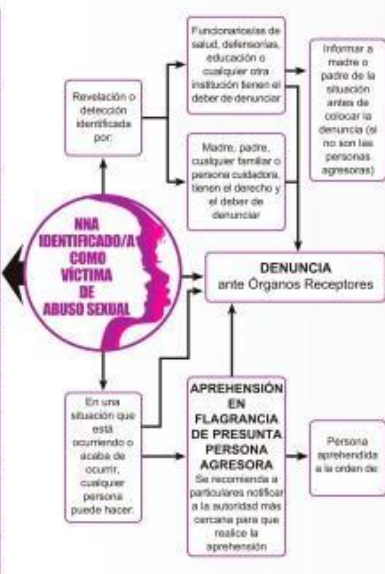 Funcionarios/as de
salud, defensorías,
educación o
cualquier otra
institución tienen el
deber de denunciar
Informar a
madre o
padre de la
situación
antes de
colocar la
denuncia (si
no son las
personas
agresoras)
Revelación o
detección
identificada
por:
Madre, padre,
cualquier familiar o
persona cuidadora,
tienen el derecho y
el deber de
denunciar
NNA
IDENTIFICADO/A
COMO
VÍCTIMA
DE
ABUSO SEXUAL
DENUNCIA
ante Órganos Receptores
En una
situación que
está
ocurriendo o
acaba de
ocurrir,
cualquier
persona
puede hacer:
APREHENSIÓN
EN
FLAGRANCIA
DE PRESUNTA
PERSONA
AGRESORA
Se recomienda a
particulares notificar
a la autoridad más
cercana para que
realice la
aprehensión
Persona
aprehendida
a la orden de: